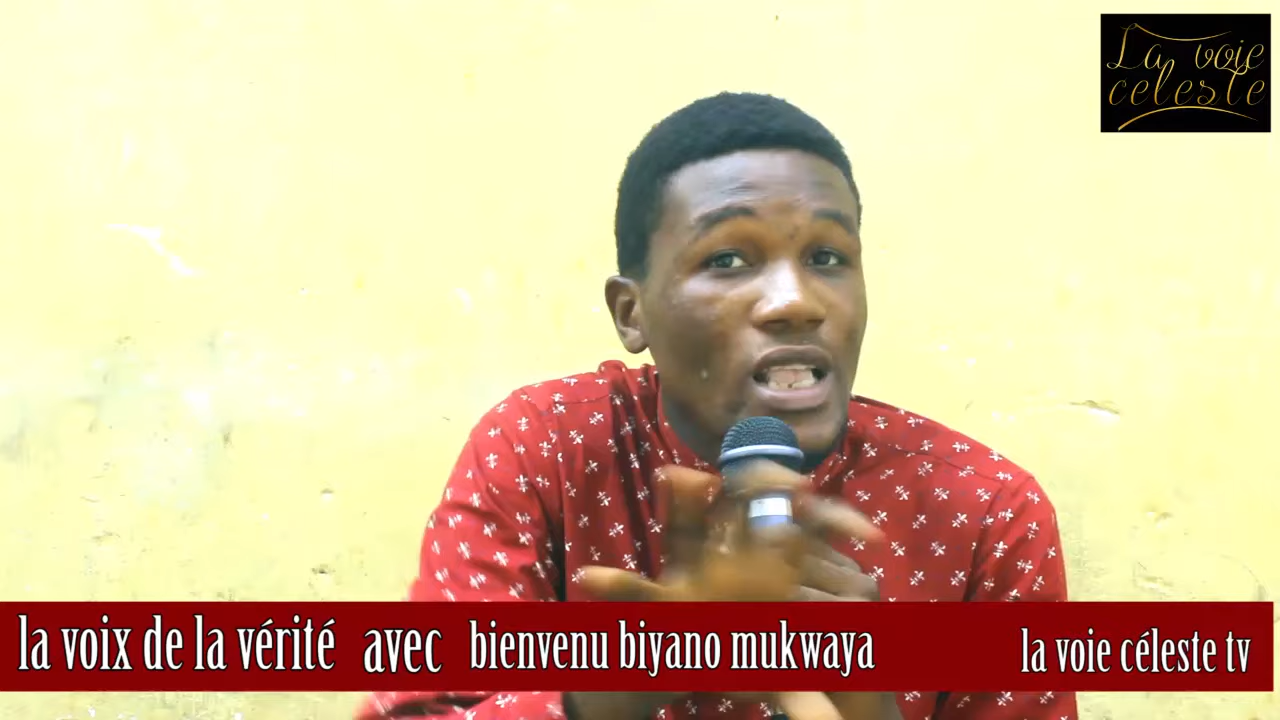 La voie
celeste
la voix de la vérité avec bienvenu biyano mukwaya la voie céleste tv